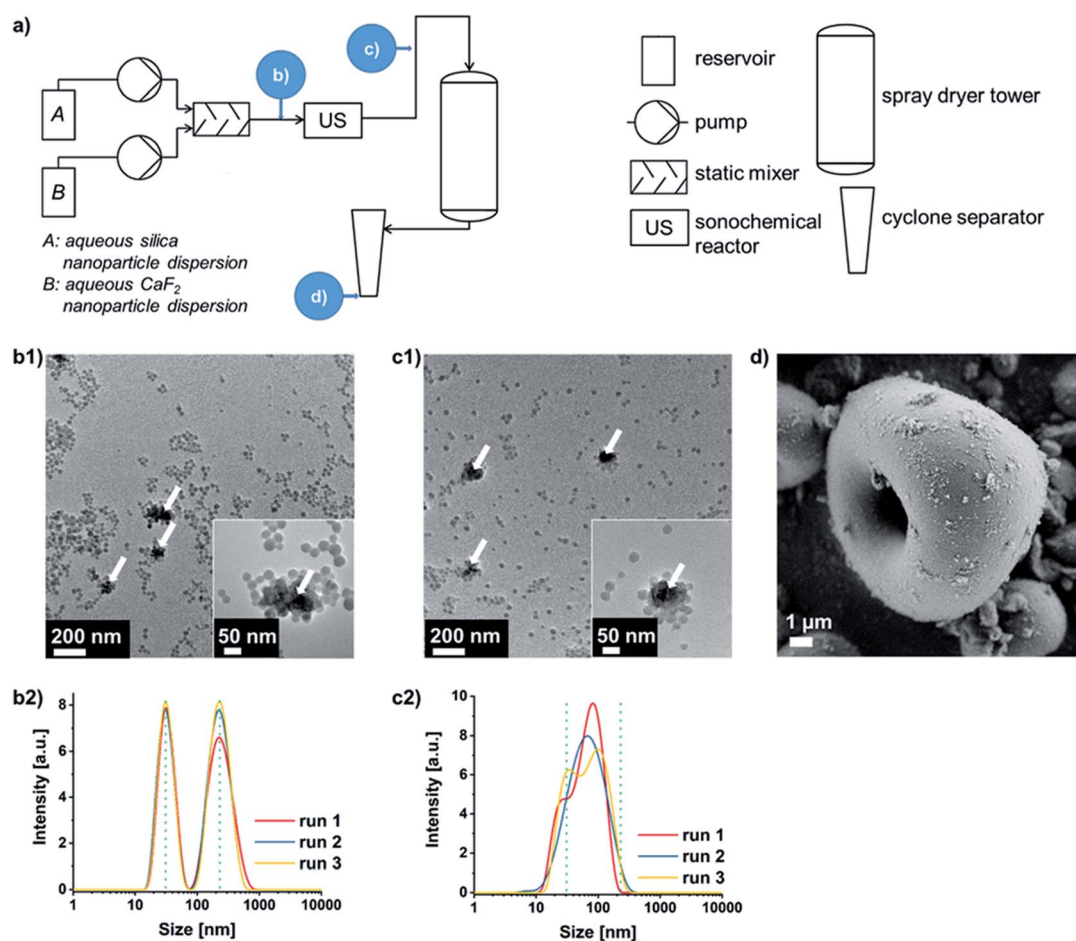 a)
A
B
b)
US
c)
d)
A: aqueous silica
nanoparticle dispersion
B: aqueous CaF2
nanoparticle dispersion
reservoir
pump
static mixer
US
sonochemical
reactor
spray dryer tower
cyclone separator
b1)
200 nm
50 nm
c1)
200 nm
50 nm
d)
1 µm
b2)
Intensity [a.u.]
8
6
4
2
0
run 1
run 2
run 3
1 10 100 1000 10000
Size [nm]
c2)
Intensity [a.u.]
10
8
6
4
2
0
run 1
run 2
run 3
1 10 100 1000 10000
Size [nm]